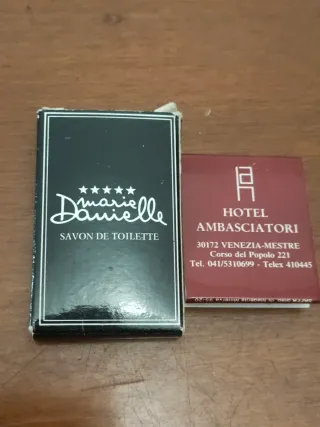 ★★★★★
marie
Danielle
SAVON DE TOILETTE
HOTEL
AMBASCIATORI
30172 VENEZIA-MESTRE
Corso del Popolo 221
Tel. 041/5310699 - Telex 410445